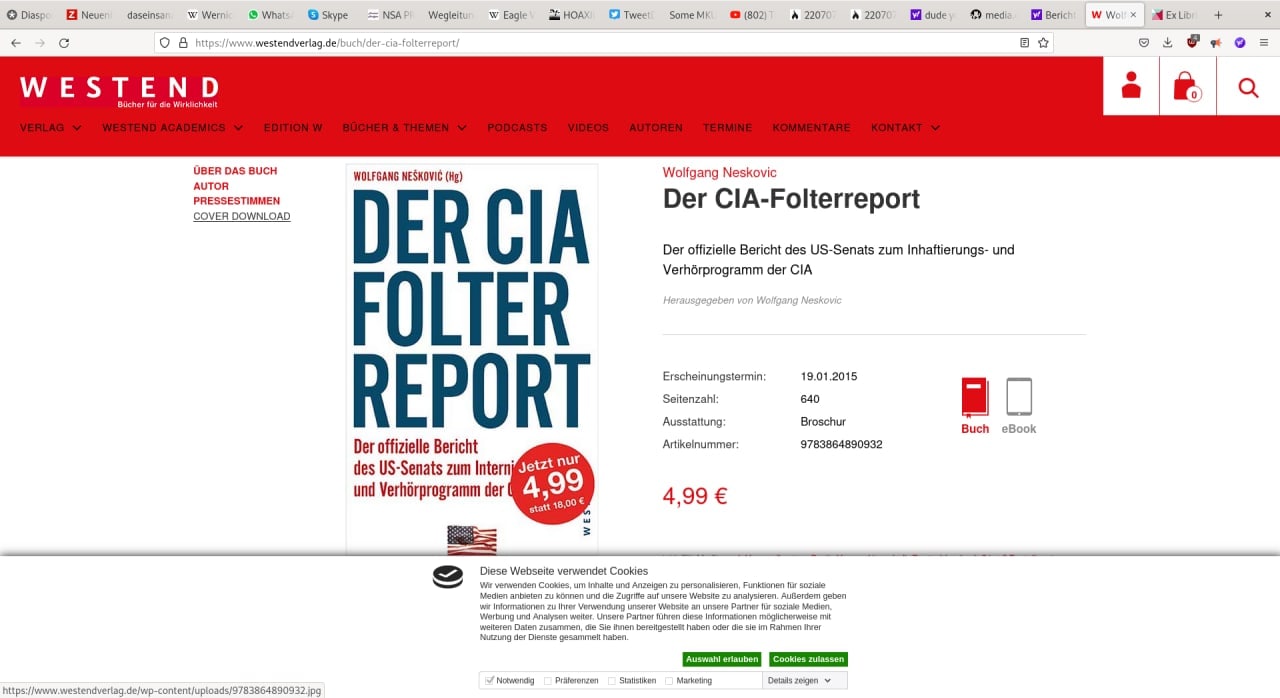 Diaspo
Neuen
daseinsan
Wernic
WhatsA
Skype
NSA PR
Wegleitun
Eagle V
HOAXI
TweetD
Some MKU
(802) T
220707
220707
dude y
media.
Bericht
Wolf
Ex Libri
https://www.westendverlag.de/buch/der-cia-folterreport/
WESTEND
Bücher für die Wirklichkeit
0
VERLAG
WESTEND ACADEMICS
EDITION W
BÜCHER & THEMEN
PODCASTS
VIDEOS
AUTOREN
TERMINE
KOMMENTARE
KONTAKT
ÜBER DAS BUCH
AUTOR
PRESSESTIMMEN
COVER DOWNLOAD
WOLFGANG NEŠKOVIĆ (Hg)
DER CIA
FOLTER
REPORT
Der offizielle Bericht
des US-Senats zum Interni
und Verhörprogramm der
Jetzt nur
4,99
statt 18,00 €
WES
Wolfgang Neskovic
Der CIA-Folterreport
Der offizielle Bericht des US-Senats zum Inhaftierungs- und
Verhörprogramm der CIA
Herausgegeben von Wolfgang Neskovic
Erscheinungstermin: 19.01.2015
Seitenzahl: 640
Ausstattung: Broschur
Artikelnummer: 9783864890932
Buch
eBook
4,99 €
Diese Webseite verwendet Cookies
Wir verwenden Cookies, um Inhalte und Anzeigen zu personalisieren, Funktionen für soziale
Medien anbieten zu können und die Zugriffe auf unsere Website zu analysieren. Außerdem geben
wir Informationen zu Ihrer Verwendung unserer Website an unsere Partner für soziale Medien,
Werbung und Analysen weiter. Unsere Partner führen diese Informationen möglicherweise mit
weiteren Daten zusammen, die Sie ihnen bereitgestellt haben oder die sie im Rahmen Ihrer
Nutzung der Dienste gesammelt haben.
Auswahl erlauben
Cookies zulassen
Notwendig
Präferenzen
Statistiken
Marketing
Details zeigen
https://www.westendverlag.de/wp-content/uploads/9783864890932.jpg